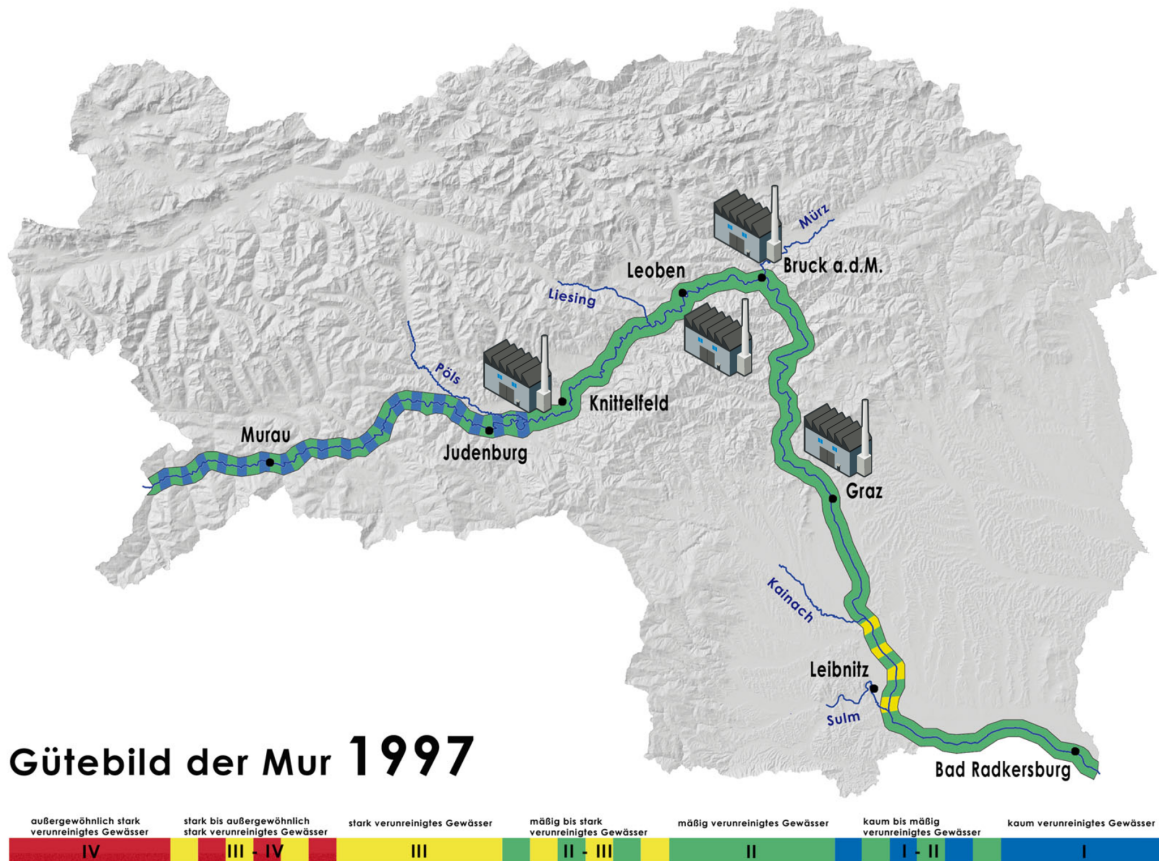 Mürz
Bruck a.d.M.
Leoben
Liesing
Pöls
Knittelfeld
Murau
Judenburg
Graz
Kainach
Leibnitz
Sulm
Bad Radkersburg
Gütebild der Mur 1997
außergewöhnlich stark
verunreinigtes Gewässer
IV
stark bis außergewöhnlich
stark verunreinigtes Gewässer
III - IV
stark verunreinigtes Gewässer
III
mäßig bis stark
verunreinigtes Gewässer
II - III
mäßig verunreinigtes Gewässer
II
kaum bis mäßig
verunreinigtes Gewässer
I - II
kaum verunreinigtes Gewässer
I